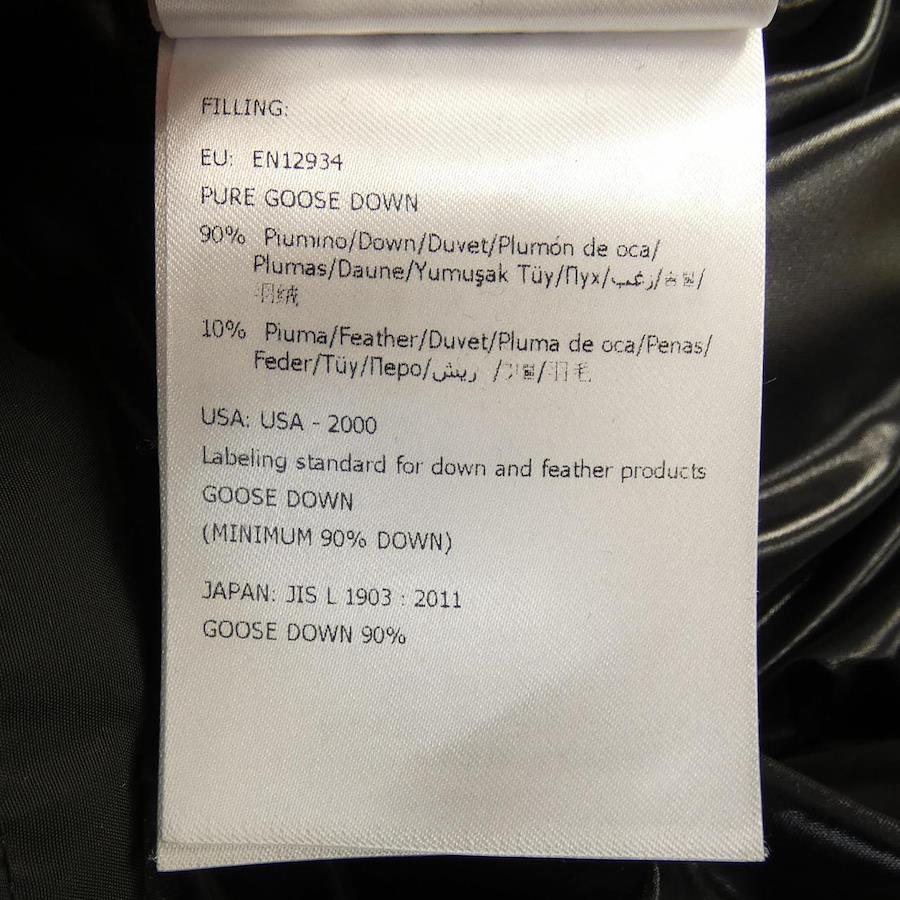 FILLING:
EU: EN12934
PURE GOOSE DOWN
90% Piumino/Down/Duvet/Plumón de oca/
Plumas/Daune/Yumuşak Tüy/Пух/زغب/
羽绒
10% Piuma/Feather/Duvet/Pluma de oca/Penas/
Feder/Tüy/Перо/ريش /깃털/羽毛
USA: USA - 2000
Labeling standard for down and feather products
GOOSE DOWN
(MINIMUM 90% DOWN)
JAPAN: JIS L 1903 : 2011
GOOSE DOWN 90%